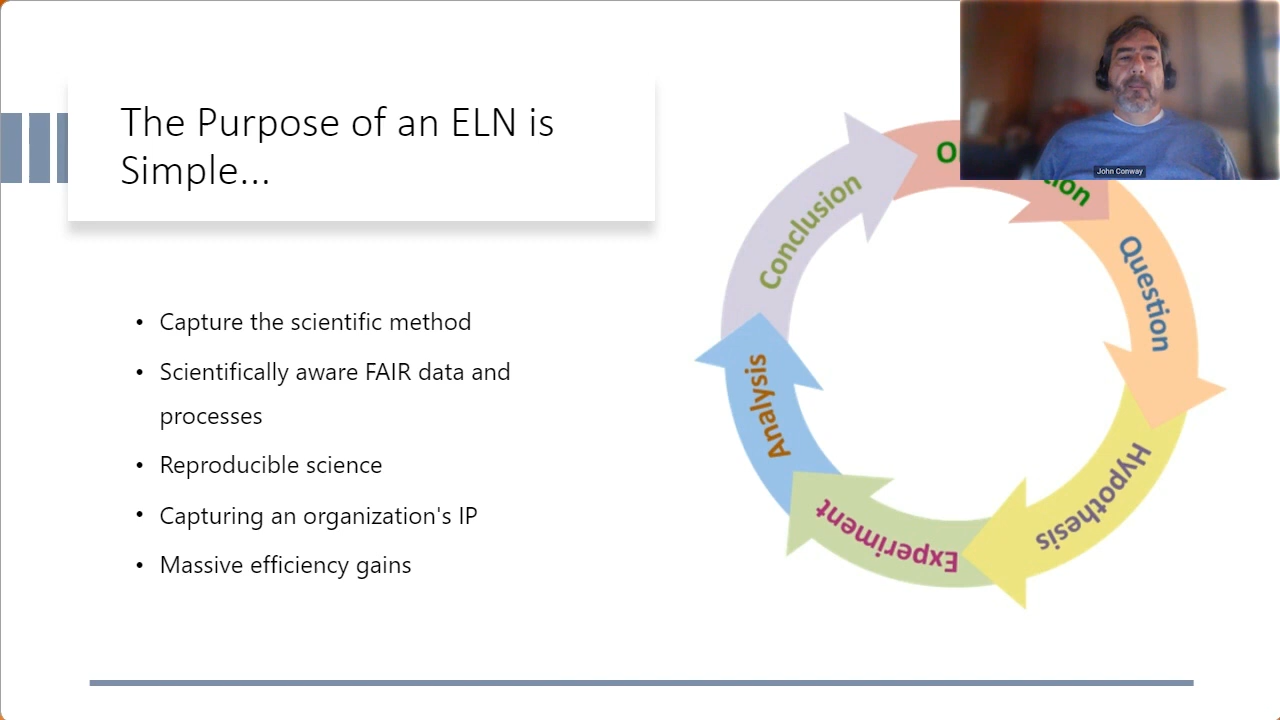 The Purpose of an ELN is
Simple...
• Capture the scientific method
• Scientifically aware FAIR data and
processes
• Reproducible science
• Capturing an organization's IP
• Massive efficiency gains
Question
Hypothesis
Experiment
Analysis
Conclusion
John Conway